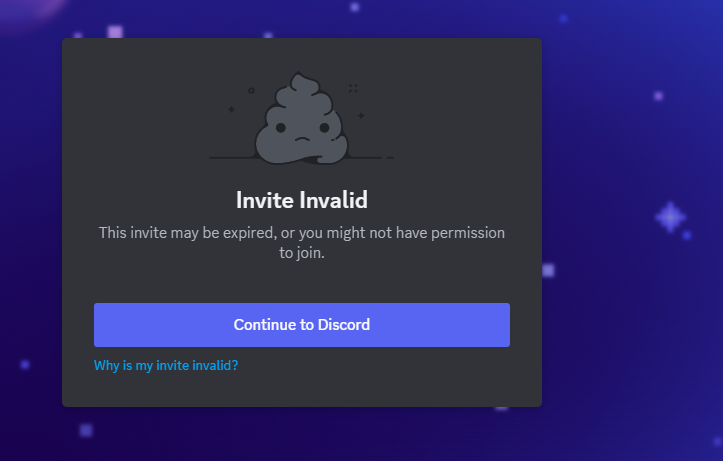 Invite Invalid
This invite may be expired, or you might not have permission
to join.
Continue to Discord
Why is my invite invalid?